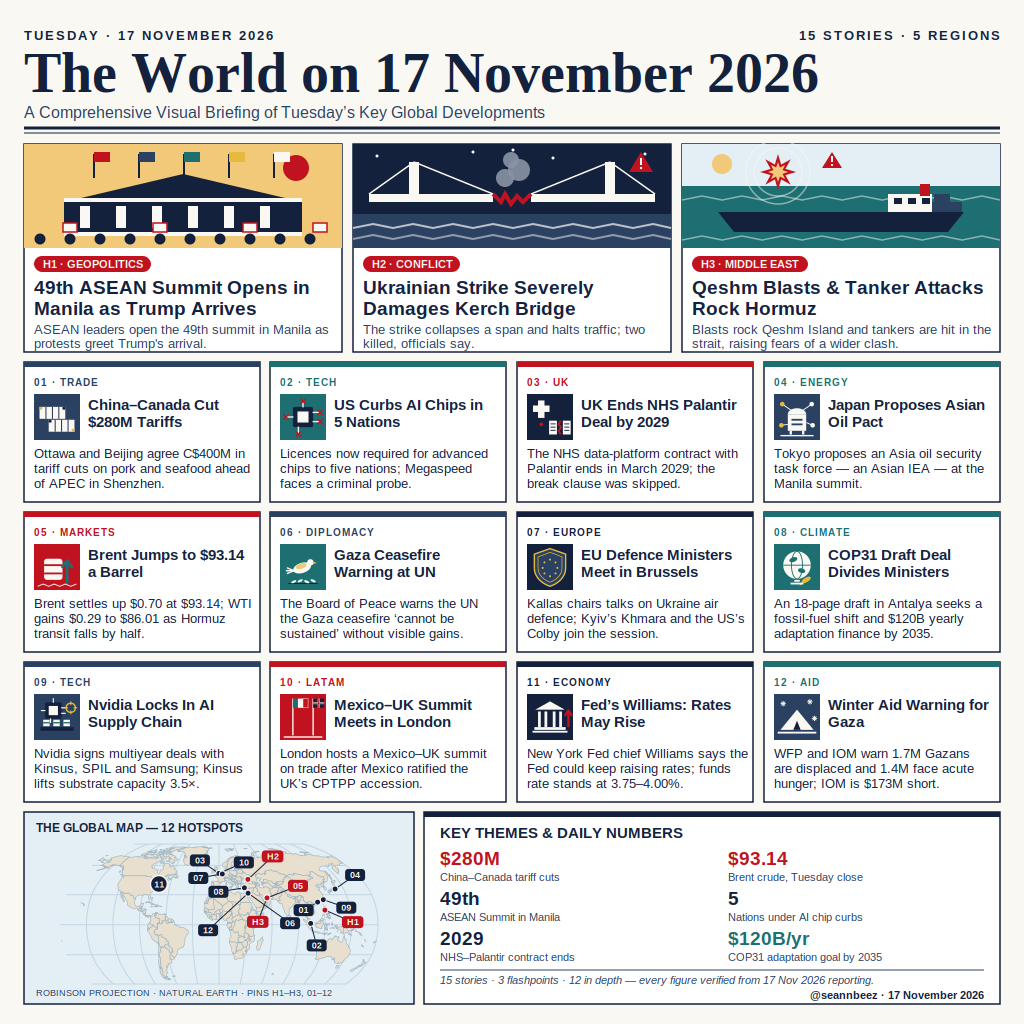 TUESDAY · 17 NOVEMBER 2026
15 STORIES · 5 REGIONS
The World on 17 November 2026
A Comprehensive Visual Briefing of Tuesday’s Key Global Developments
H1 · GEOPOLITICS
49th ASEAN Summit Opens in
Manila as Trump Arrives
ASEAN leaders open the 49th summit in Manila as
protests greet Trump's arrival.
H2 · CONFLICT
Ukrainian Strike Severely
Damages Kerch Bridge
The strike collapses a span and halts traffic; two
killed, officials say.
H3 · MIDDLE EAST
Qeshm Blasts & Tanker Attacks
Rock Hormuz
Blasts rock Qeshm Island and tankers are hit in the
strait, raising fears of a wider clash.
01 · TRADE
China–Canada Cut
$280M Tariffs
Ottawa and Beijing agree C$400M in
tariff cuts on pork and seafood ahead
of APEC in Shenzhen.
02 · TECH
US Curbs AI Chips in
5 Nations
Licences now required for advanced
chips to five nations; Megaspeed
faces a criminal probe.
03 · UK
UK Ends NHS Palantir
Deal by 2029
The NHS data-platform contract with
Palantir ends in March 2029; the
break clause was skipped.
04 · ENERGY
Japan Proposes Asian
Oil Pact
Tokyo proposes an Asia oil security
task force — an Asian IEA — at the
Manila summit.
05 · MARKETS
Brent Jumps to $93.14
a Barrel
Brent settles up $0.70 at $93.14; WTI
gains $0.29 to $86.01 as Hormuz
transit falls by half.
06 · DIPLOMACY
Gaza Ceasefire
Warning at UN
The Board of Peace warns the UN
the Gaza ceasefire ‘cannot be
sustained’ without visible gains.
07 · EUROPE
EU Defence Ministers
Meet in Brussels
Kallas chairs talks on Ukraine air
defence; Kyiv’s Khmara and the US’s
Colby join the session.
08 · CLIMATE
COP31 Draft Deal
Divides Ministers
An 18-page draft in Antalya seeks a
fossil-fuel shift and $120B yearly
adaptation finance by 2035.
09 · TECH
Nvidia Locks In AI
Supply Chain
Nvidia signs multiyear deals with
Kinsus, SPIL and Samsung; Kinsus
lifts substrate capacity 3.5×.
10 · LATAM
Mexico–UK Summit
Meets in London
London hosts a Mexico–UK summit
on trade after Mexico ratified the
UK’s CPTPP accession.
11 · ECONOMY
Fed’s Williams: Rates
May Rise
New York Fed chief Williams says the
Fed could keep raising rates; funds
rate stands at 3.75–4.00%.
12 · AID
Winter Aid Warning for
Gaza
WFP and IOM warn 1.7M Gazans
are displaced and 1.4M face acute
hunger; IOM is $173M short.
THE GLOBAL MAP — 12 HOTSPOTS
03
10
H2
07
11
08
05
04
01
09
12
H3
06
H1
02
ROBINSON PROJECTION · NATURAL EARTH · PINS H1–H3, 01–12
KEY THEMES & DAILY NUMBERS
$280M
China–Canada tariff cuts
$93.14
Brent crude, Tuesday close
49th
ASEAN Summit in Manila
5
Nations under AI chip curbs
2029
NHS–Palantir contract ends
$120B/yr
COP31 adaptation goal by 2035
15 stories · 3 flashpoints · 12 in depth — every figure verified from 17 Nov 2026 reporting.
@seannbeez · 17 November 2026